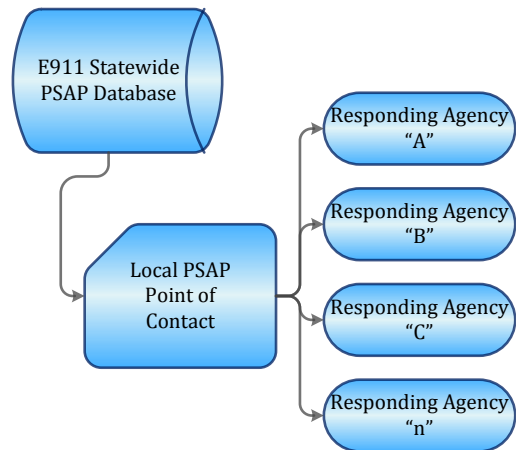 E911 Statewide
PSAP Database
Local PSAP
Point of
Contact
Responding Agency
“A”
Responding Agency
“B”
Responding Agency
“C”
Responding Agency
“n”